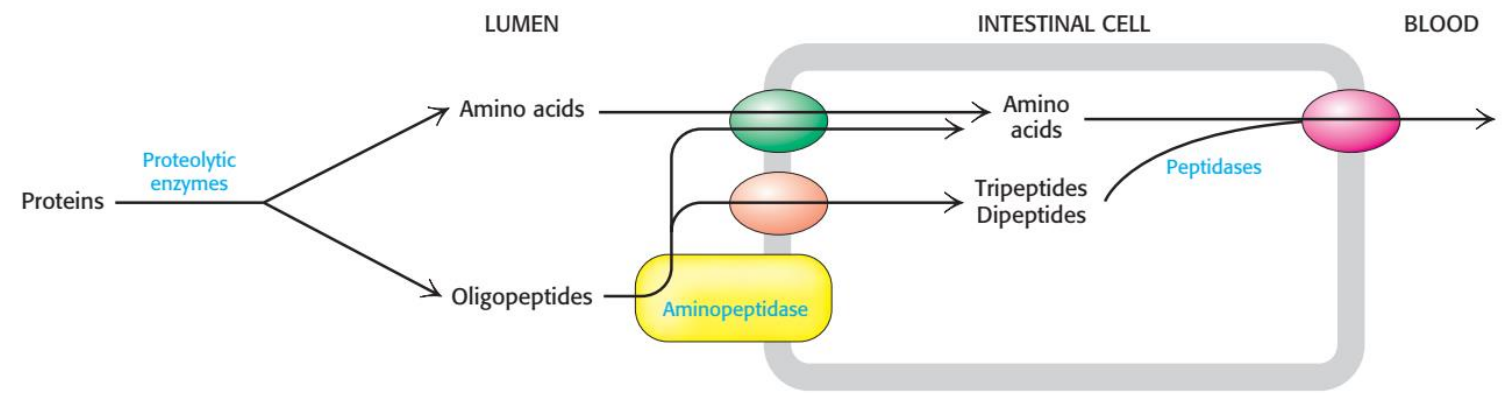 LUMEN
INTESTINAL CELL
BLOOD
Amino acids
Amino
acids
Proteolytic
enzymes
Peptidases
Proteins
Tripeptides
Dipeptides
Oligopeptides
Aminopeptidase